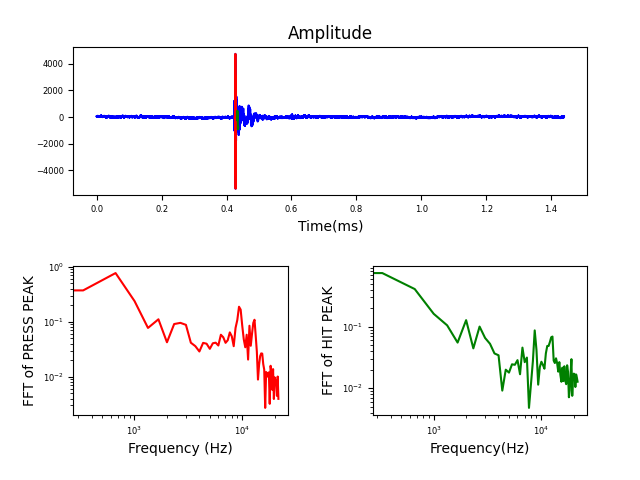 Amplitude
4000
2000
0
−2000
−4000
0.0 0.2 0.4 0.6 0.8 1.0 1.2 1.4
Time(ms)
FFT of PRESS PEAK
10⁰
10⁻¹
10⁻²
10³ 10⁴
Frequency (Hz)
FFT of HIT PEAK
10⁻¹
10⁻²
10³ 10⁴
Frequency(Hz)